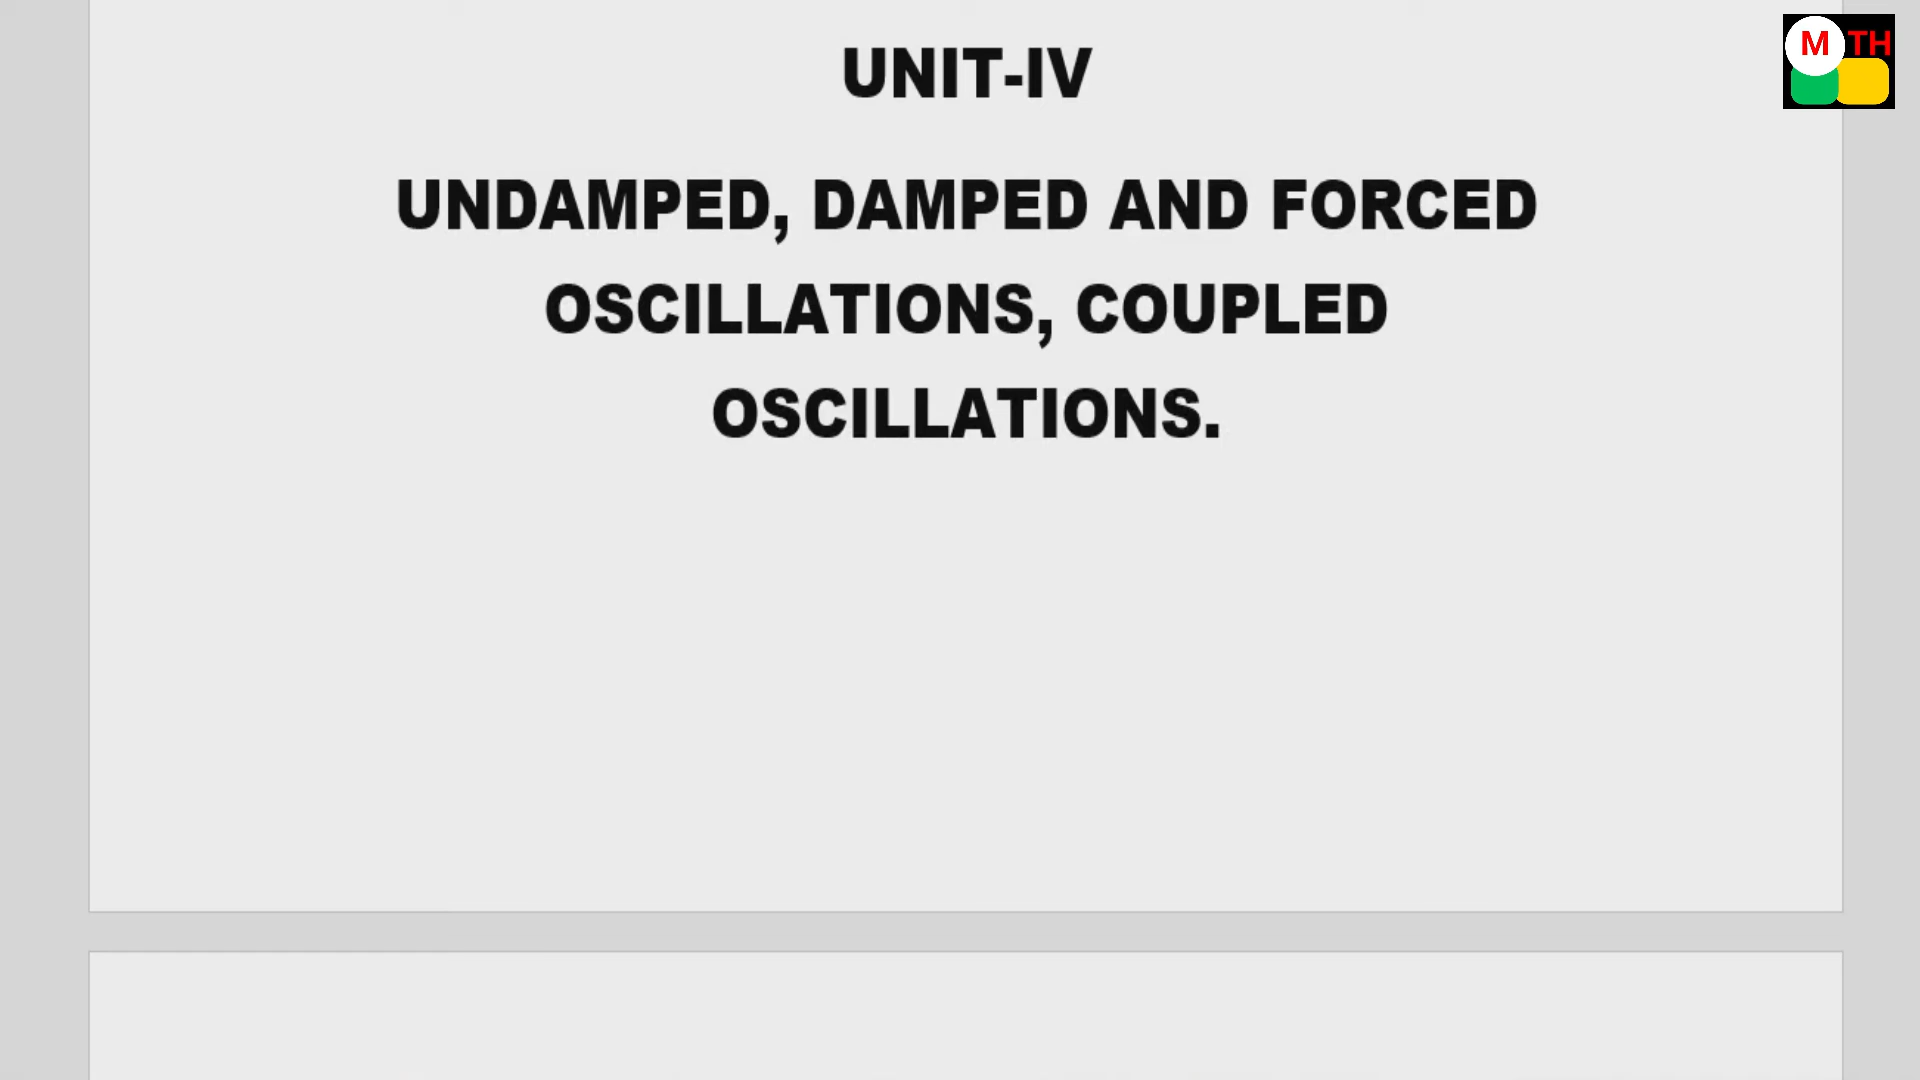 UNIT-IV
UNDAMPED, DAMPED AND FORCED
OSCILLATIONS, COUPLED
OSCILLATIONS.
M TH